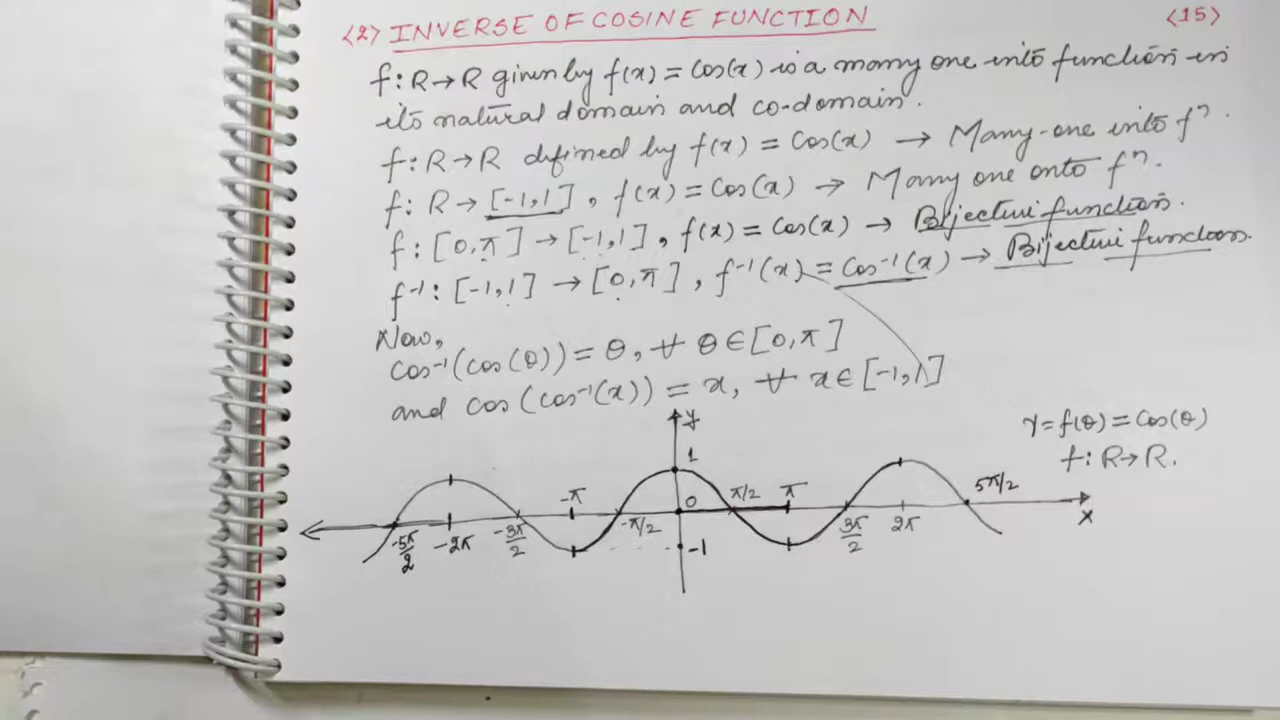 <2> INVERSE OF COSINE FUNCTION
<15>
f: R→R given by f(x) = Cos(x) is a many one into function in
its natural domain and co-domain.
f: R→R defined by f(x) = Cos(x) → Many-one into fⁿ.
f: R→[-1,1], f(x) = Cos(x) → Many one onto fⁿ.
f: [0,π]→[-1,1], f(x) = Cos(x) → Bijective function.
f⁻¹: [-1,1] → [0,π], f⁻¹(x) = Cos⁻¹(x) → Bijective function.
Now,
Cos⁻¹(cos(θ)) = θ, ∀ θ∈[0,π]
and cos(cos⁻¹(x)) = x, ∀ x∈[-1,1]
y
Y=f(θ)=Cos(θ)
f: R→R.
1
-π
0
π/2
π
5π/2
-5π/2
-2π
-3π/2
-π/2
-1
3π/2
2π
X